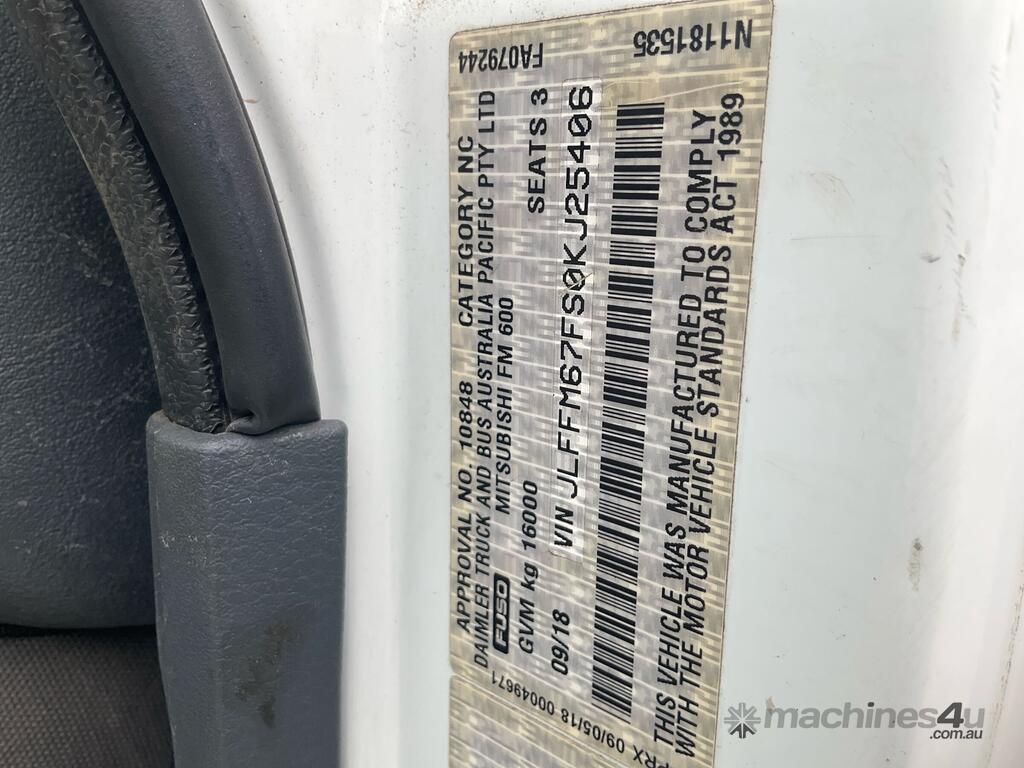 FA079244
N1181535
APPROVAL NO. 10848 CATEGORY NC
DAIMLER TRUCK AND BUS AUSTRALIA PACIFIC PTY LTD
FUSO MITSUBISHI FM 600
GVM kg 16000 SEATS 3
09/18 VIN JLFFM67FS0KJ25406
THIS VEHICLE WAS MANUFACTURED TO COMPLY
WITH THE MOTOR VEHICLE STANDARDS ACT 1989
PRX 09/05/18 00049671
machines4u
.com.au